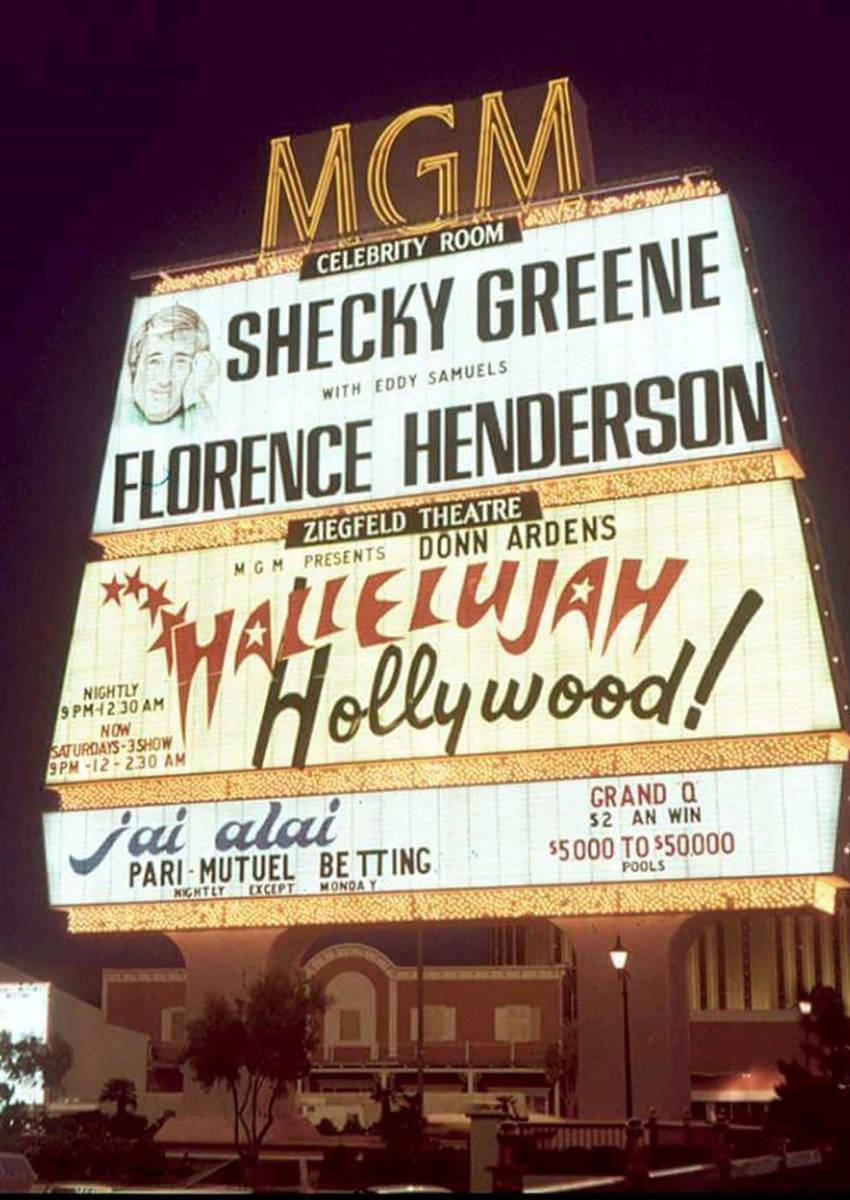 MGM
CELEBRITY ROOM
SHECKY GREENE
WITH EDDY SAMUELS
FLORENCE HENDERSON
ZIEGFELD THEATRE
MGM PRESENTS DONN ARDEN'S
HALLELUJAH
Hollywood!
NIGHTLY
9 PM-12:30 AM
NOW
SATURDAYS-3 SHOW
9PM -12- 2:30 AM
jai alai
PARI-MUTUEL BETTING
NIGHTLY EXCEPT MONDAY
GRAND Q
$2 AN WIN
$5000 TO $50,000
POOLS